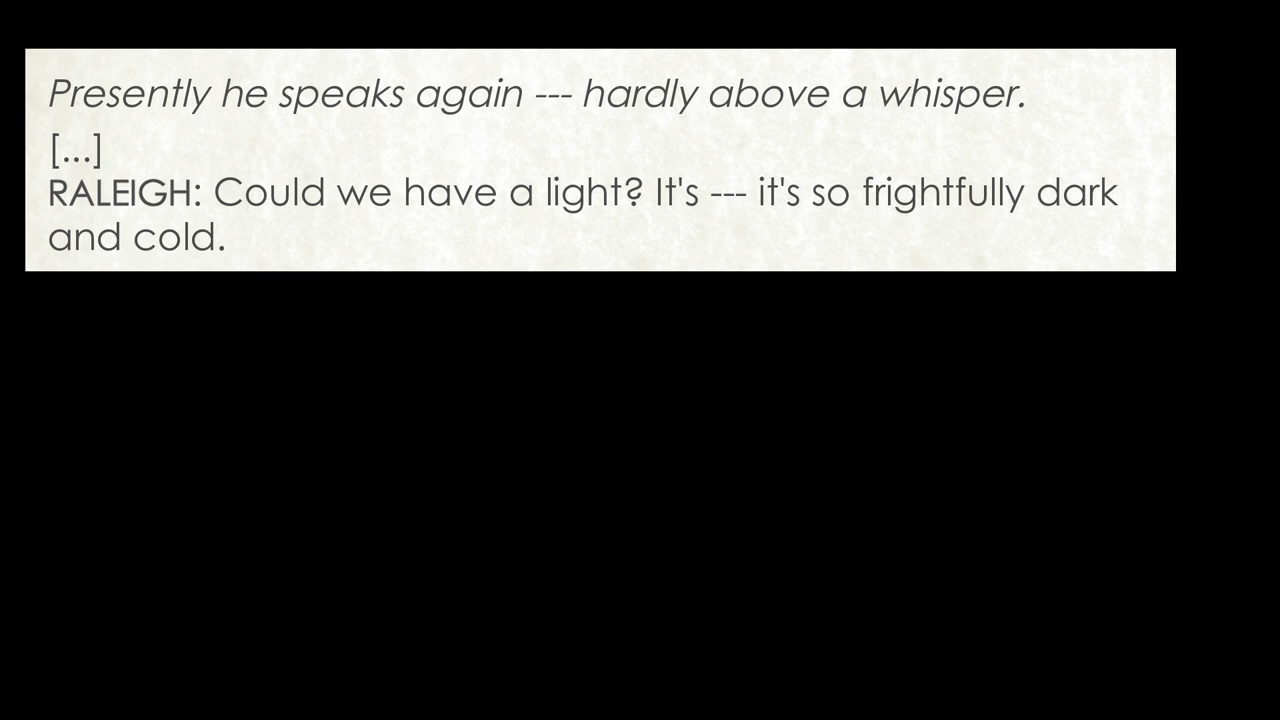 Presently he speaks again --- hardly above a whisper.
[...]
RALEIGH: Could we have a light? It's --- it's so frightfully dark
and cold.